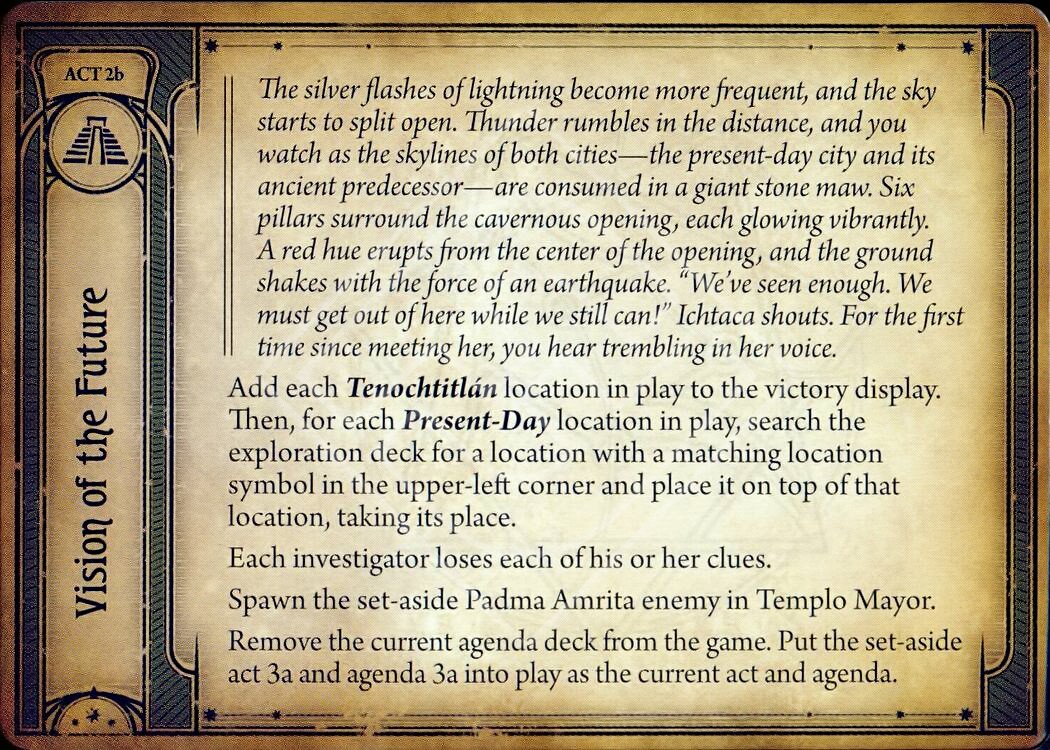 ACT 2b
Vision of the Future
The silver flashes of lightning become more frequent, and the sky
starts to split open. Thunder rumbles in the distance, and you
watch as the skylines of both cities—the present-day city and its
ancient predecessor—are consumed in a giant stone maw. Six
pillars surround the cavernous opening, each glowing vibrantly.
A red hue erupts from the center of the opening, and the ground
shakes with the force of an earthquake. “We’ve seen enough. We
must get out of here while we still can!” Ichtaca shouts. For the first
time since meeting her, you hear trembling in her voice.
Add each Tenochtitlán location in play to the victory display.
Then, for each Present-Day location in play, search the
exploration deck for a location with a matching location
symbol in the upper-left corner and place it on top of that
location, taking its place.
Each investigator loses each of his or her clues.
Spawn the set-aside Padma Amrita enemy in Templo Mayor.
Remove the current agenda deck from the game. Put the set-aside
act 3a and agenda 3a into play as the current act and agenda.